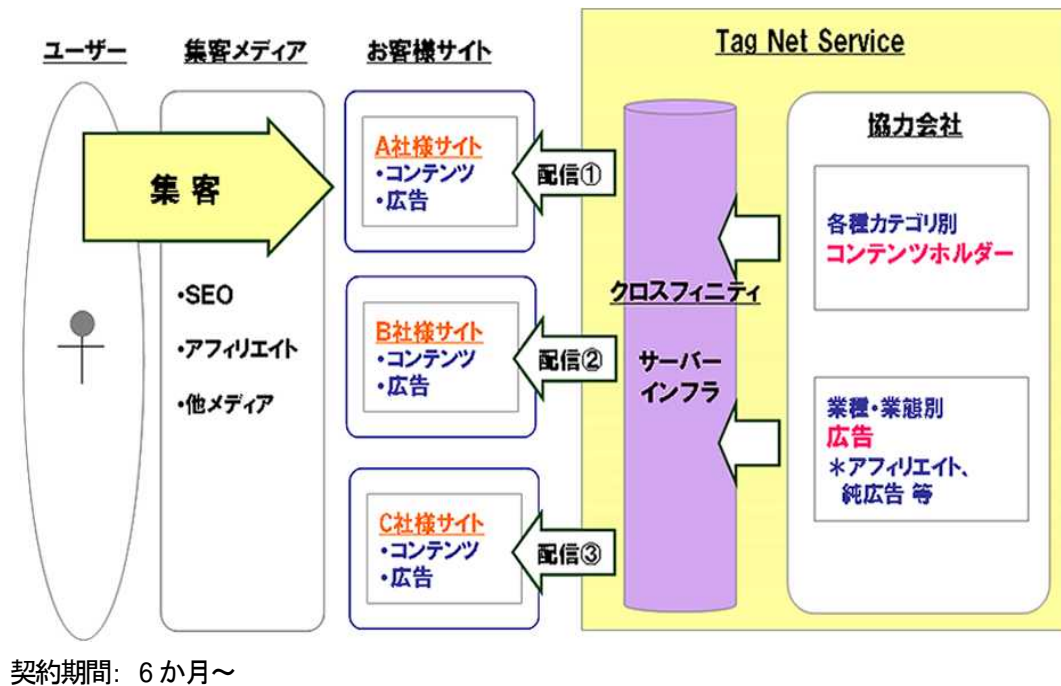 ユーザー
集客メディア
お客様サイト
Tag Net Service
集 客
・SEO
・アフィリエイト
・他メディア
A社様サイト
・コンテンツ
・広告
B社様サイト
・コンテンツ
・広告
C社様サイト
・コンテンツ
・広告
配信①
配信②
配信③
クロスフィニティ
サーバー
インフラ
協力会社
各種カテゴリ別
コンテンツホルダー
業種・業態別
広告
＊アフィリエイト、
純広告 等
契約期間: 6か月～